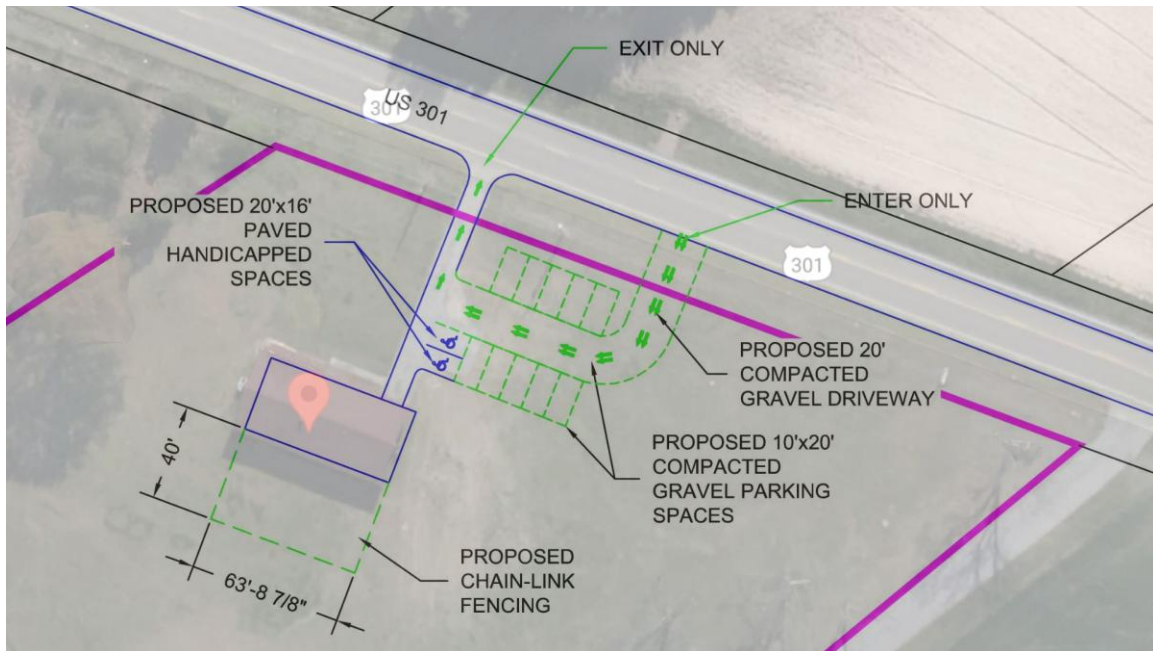 EXIT ONLY
301
US 301
PROPOSED 20'x16'
PAVED
HANDICAPPED
SPACES
ENTER ONLY
301
PROPOSED 20'
COMPACTED
GRAVEL DRIVEWAY
PROPOSED 10'x20'
COMPACTED
GRAVEL PARKING
SPACES
40'
63'-8 7/8"
PROPOSED
CHAIN-LINK
FENCING